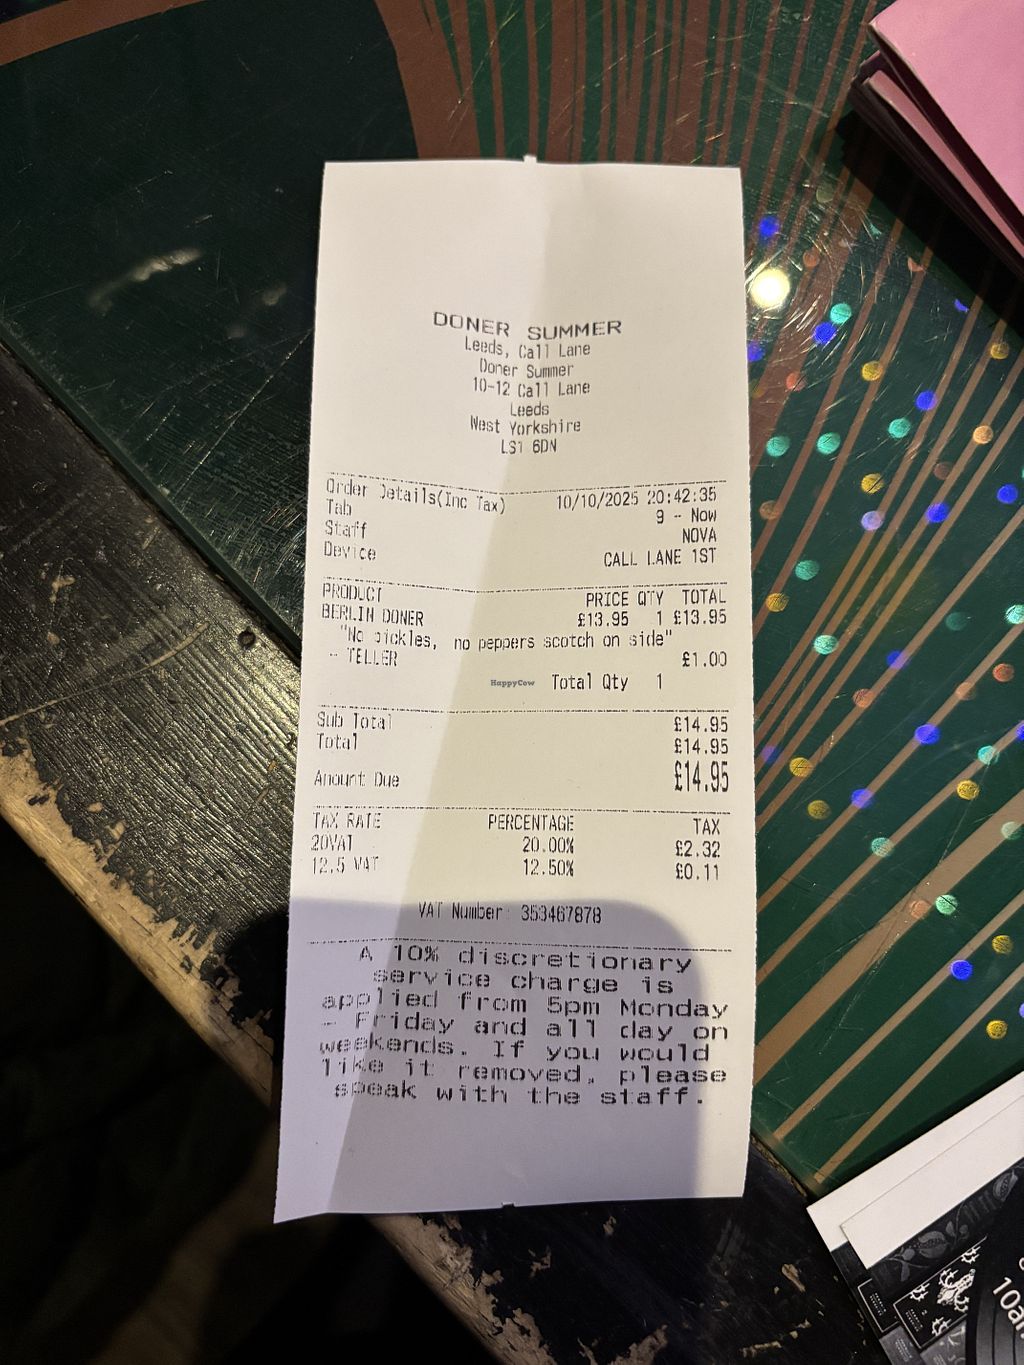 DONER SUMMER
Leeds, Call Lane
Doner Summer
10-12 Call Lane
Leeds
West Yorkshire
LS1 6DN
Order Details(Inc Tax) 10/10/2025 20:42:35
Tab 9 - Now
Staff NOVA
Device CALL LANE 1ST
PRODUCT PRICE QTY TOTAL
BERLIN DONER £13.95 1 £13.95
"No pickles, no peppers scotch on side"
- TELLER £1.00
Total Qty 1
HappyCow
Sub Total £14.95
Total £14.95
Amount Due £14.95
TAX RATE PERCENTAGE TAX
20VAT 20.00% £2.32
12.5 VAT 12.50% £0.11
VAT Number: 353467878
A 10% discretionary
service charge is
applied from 5pm Monday
- Friday and all day on
weekends. If you would
like it removed, please
speak with the staff.